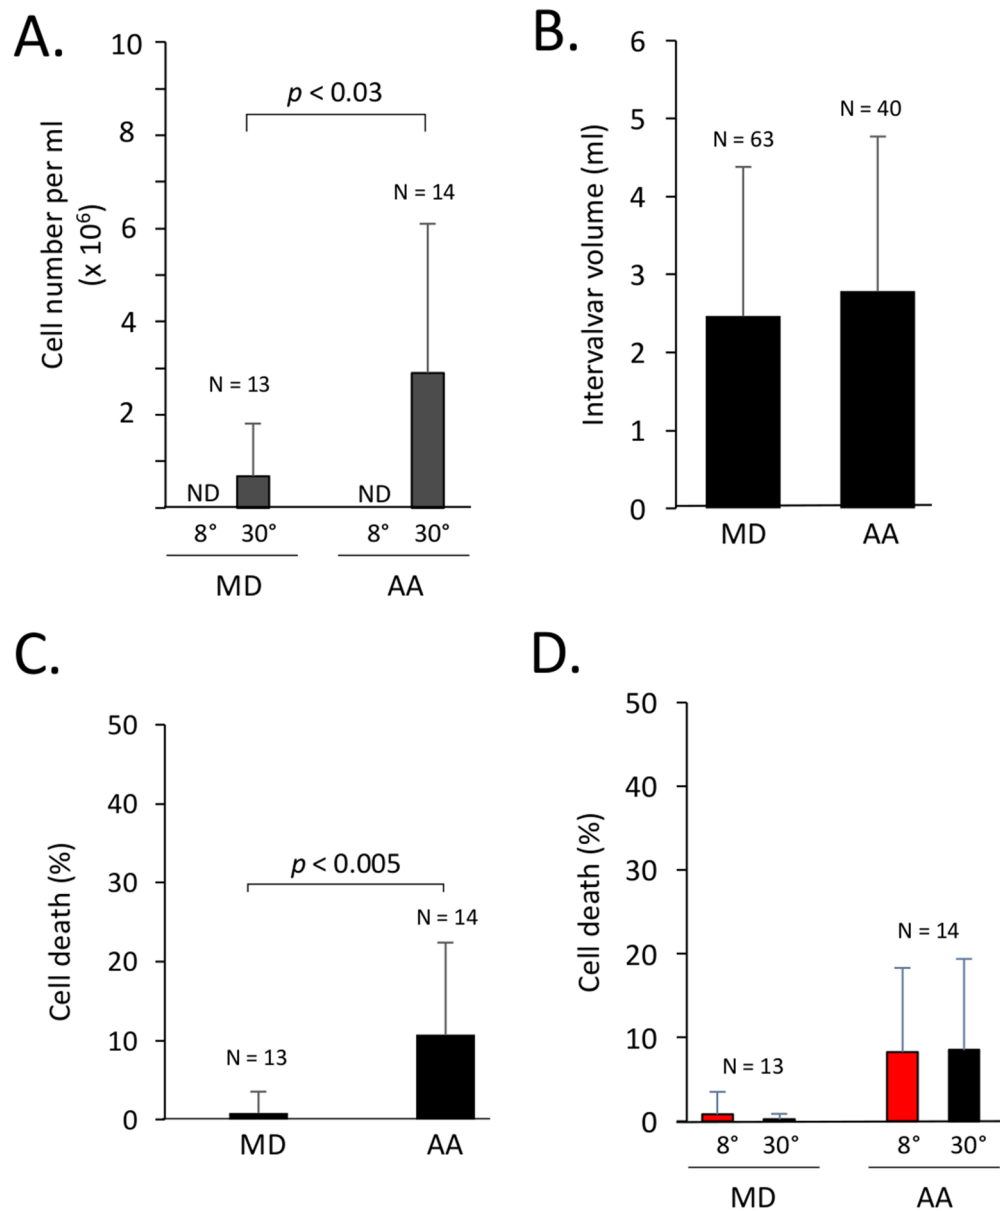 A.
10
8
6
4
2
Cell number per ml
(x 10⁶)
p < 0.03
N = 14
N = 13
ND
ND
8° 30° 8° 30°
MD AA
B.
6
5
4
3
2
1
0
Intervalvar volume (ml)
N = 63
N = 40
MD AA
C.
50
40
30
20
10
0
Cell death (%)
p < 0.005
N = 14
N = 13
MD AA
D.
50
40
30
20
10
0
Cell death (%)
N = 14
N = 13
8° 30° 8° 30°
MD AA